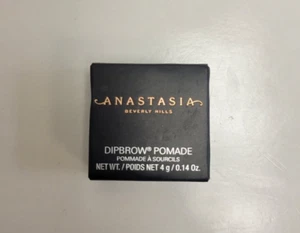 ANASTASIA
BEVERLY HILLS
DIPBROW® POMADE
POMMADE À SOURCILS
NET WT. / POIDS NET 4 g / 0.14 Oz.